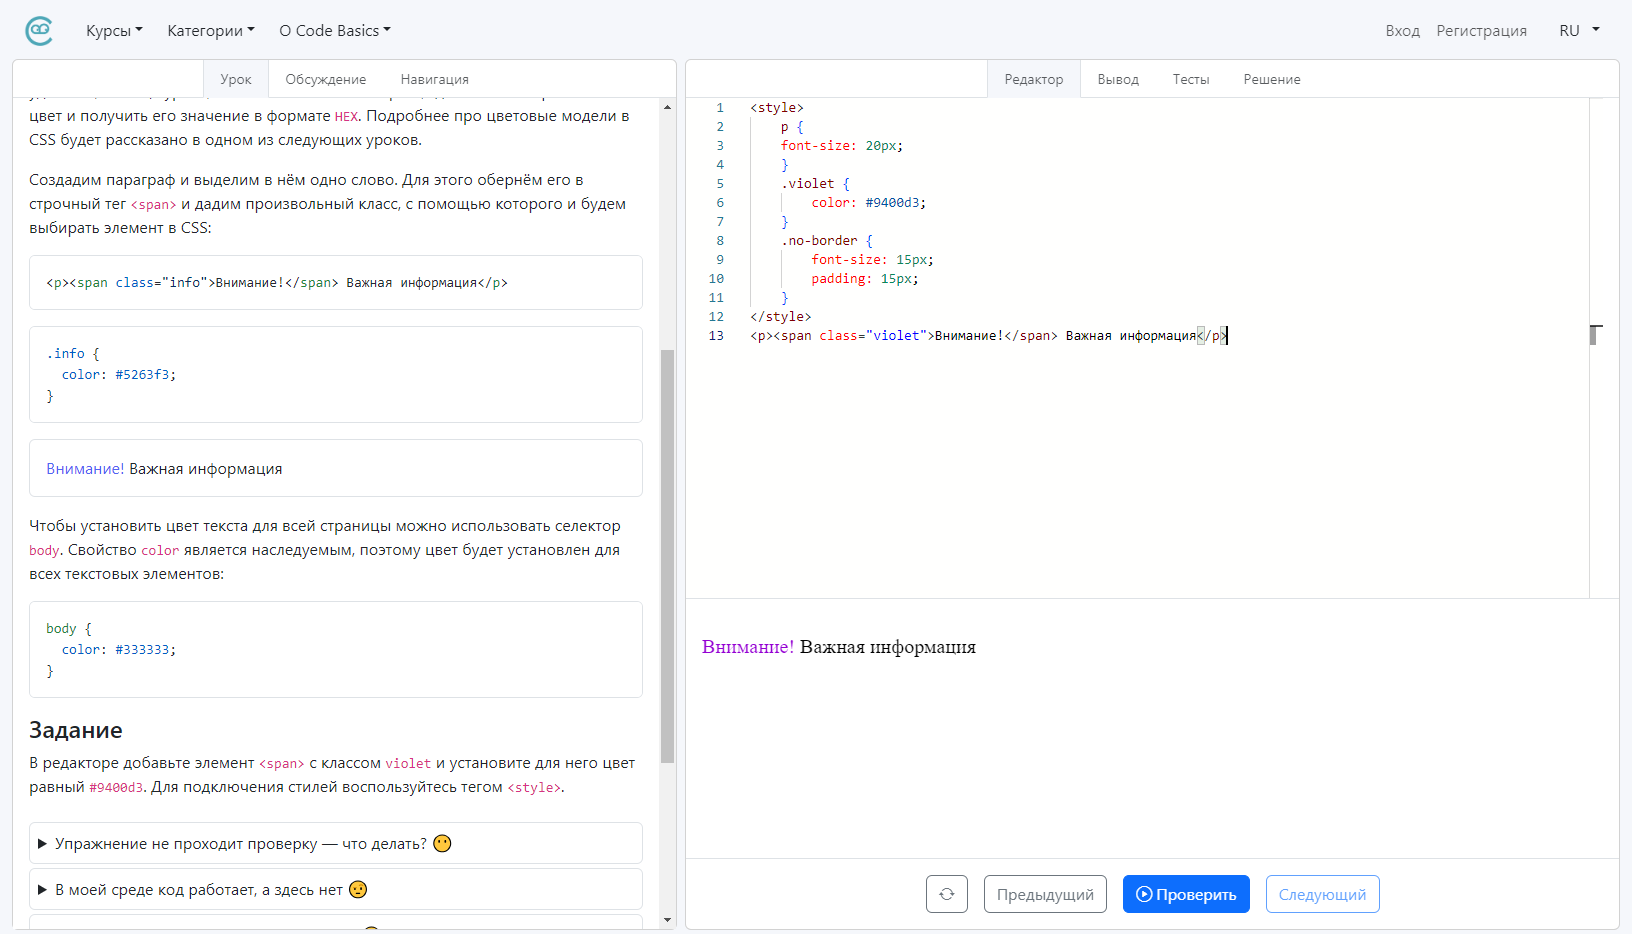 Курсы
Категории
О Code Basics
Вход
Регистрация
RU
Урок
Обсуждение
Навигация
цвет и получить его значение в формате HEX. Подробнее про цветовые модели в
CSS будет рассказано в одном из следующих уроков.
Создадим параграф и выделим в нём одно слово. Для этого обернём его в
строчный тег <span> и дадим произвольный класс, с помощью которого и будем
выбирать элемент в CSS:
<p><span class="info">Внимание!</span> Важная информация</p>
.info {
color: #5263f3;
}
Внимание! Важная информация
Чтобы установить цвет текста для всей страницы можно использовать селектор
body. Свойство color является наследуемым, поэтому цвет будет установлен для
всех текстовых элементов:
body {
color: #333333;
}
Задание
В редакторе добавьте элемент <span> с классом violet и установите для него цвет
равный #9400d3. Для подключения стилей воспользуйтесь тегом <style>.
Упражнение не проходит проверку — что делать? 😶
В моей среде код работает, а здесь нет 🤨
Редактор
Вывод
Тесты
Решение
1 <style>
2 p {
3 font-size: 20px;
4 }
5 .violet {
6 color: #9400d3;
7 }
8 .no-border {
9 font-size: 15px;
10 padding: 15px;
11 }
12 </style>
13 <p><span class="violet">Внимание!</span> Важная информация</p>
Внимание! Важная информация
Предыдущий
Проверить
Следующий